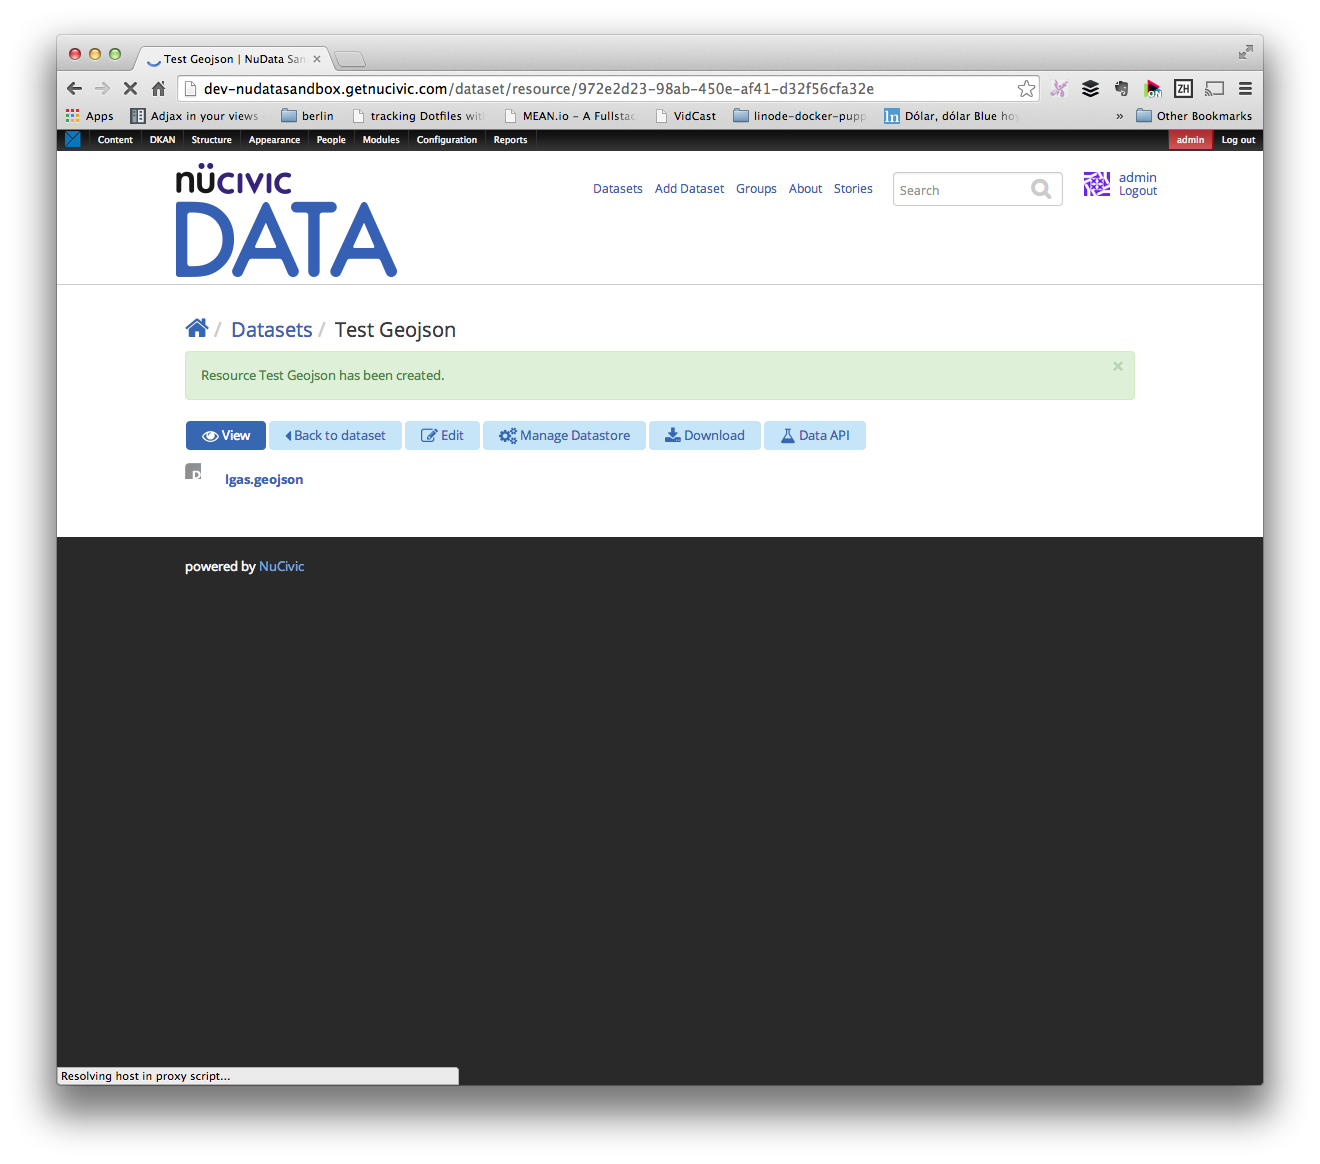 Test Geojson | NuData San
dev-nudatasandbox.getnucivic.com/dataset/resource/972e2d23-98ab-450e-af41-d32f56cfa32e
ON ZH
Apps Adjax in your views berlin tracking Dotfiles with MEAN.io – A Fullstac VidCast linode-docker-pupp Dólar, dólar Blue hoy » Other Bookmarks
Content DKAN Structure Appearance People Modules Configuration Reports admin Log out
nücivic
DATA
Datasets Add Dataset Groups About Stories Search admin
Logout
/ Datasets / Test Geojson
Resource Test Geojson has been created. ×
View Back to dataset Edit Manage Datastore Download Data API
D lgas.geojson
powered by NuCivic
Resolving host in proxy script...